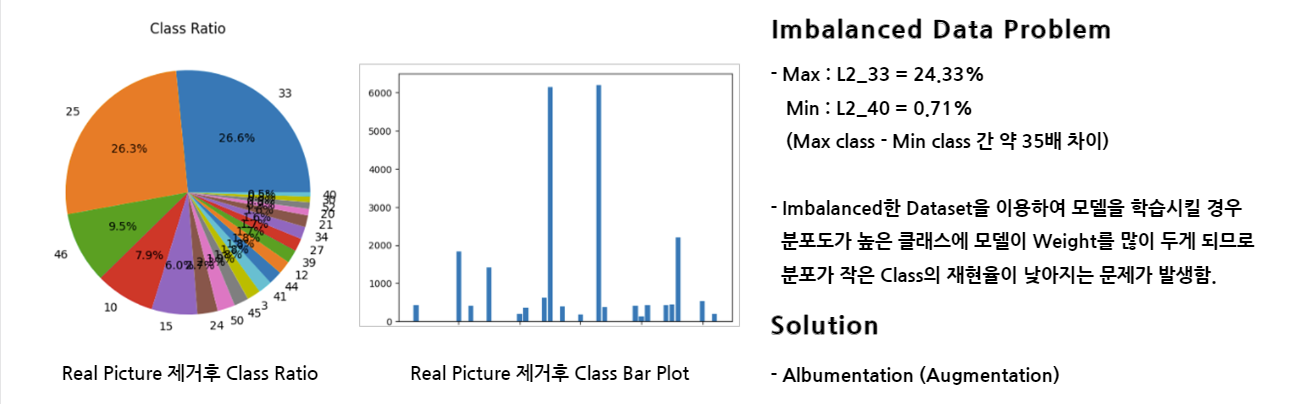 Class Ratio
33
25
26.6%
26.3%
9.5%
7.9%
6.0%
46
10
15
24
50
45
3
41
44
12
39
27
34
21
20
52
30
40
Real Picture 제거후 Class Ratio
6000
5000
4000
3000
2000
1000
0
Real Picture 제거후 Class Bar Plot
Imbalanced Data Problem
- Max : L2_33 = 24.33%
Min : L2_40 = 0.71%
(Max class - Min class 간 약 35배 차이)
- Imbalanced한 Dataset을 이용하여 모델을 학습시킬 경우
분포도가 높은 클래스에 모델이 Weight를 많이 두게 되므로
분포가 작은 Class의 재현율이 낮아지는 문제가 발생함.
Solution
- Albumentation (Augmentation)